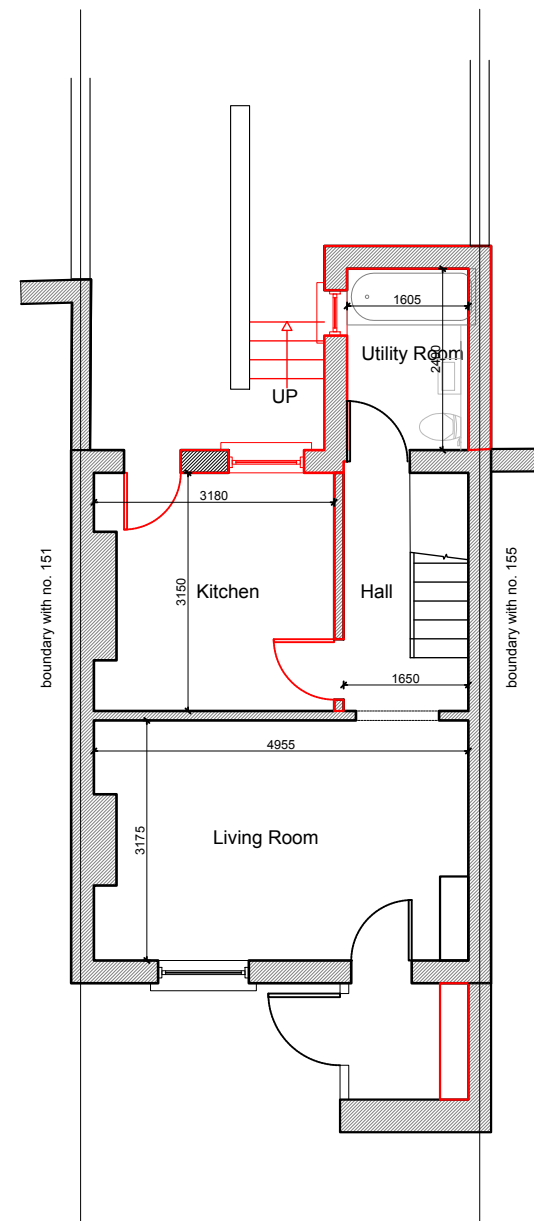 1605
Utility Room
2400
UP
3180
3150
Kitchen
Hall
boundary with no. 151
boundary with no. 155
1650
4955
3175
Living Room